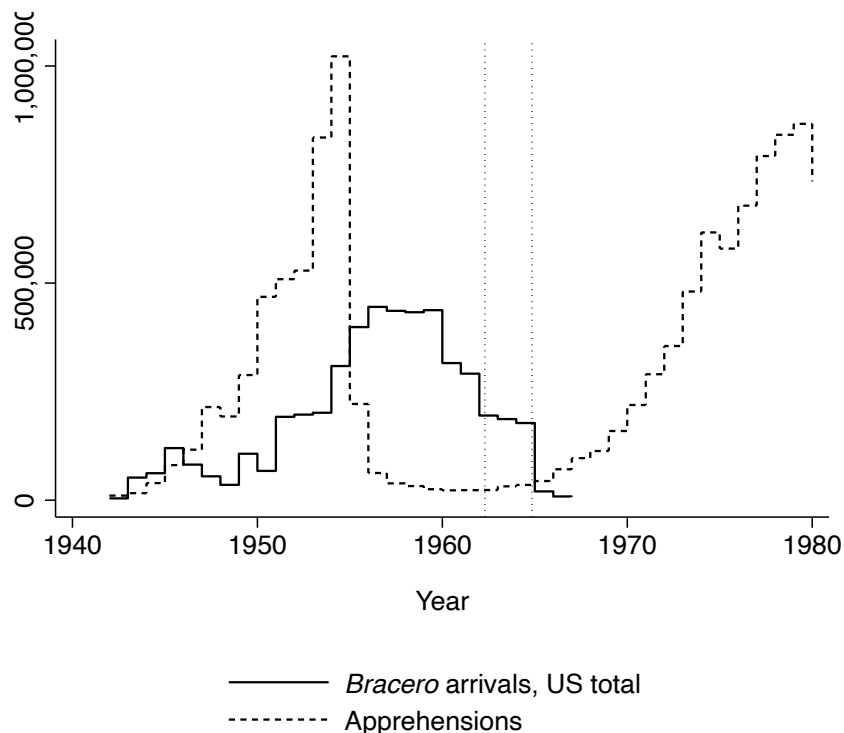 1,000,000
500,000
0
1940 1950 1960 1970 1980
Year
Bracero arrivals, US total
Apprehensions